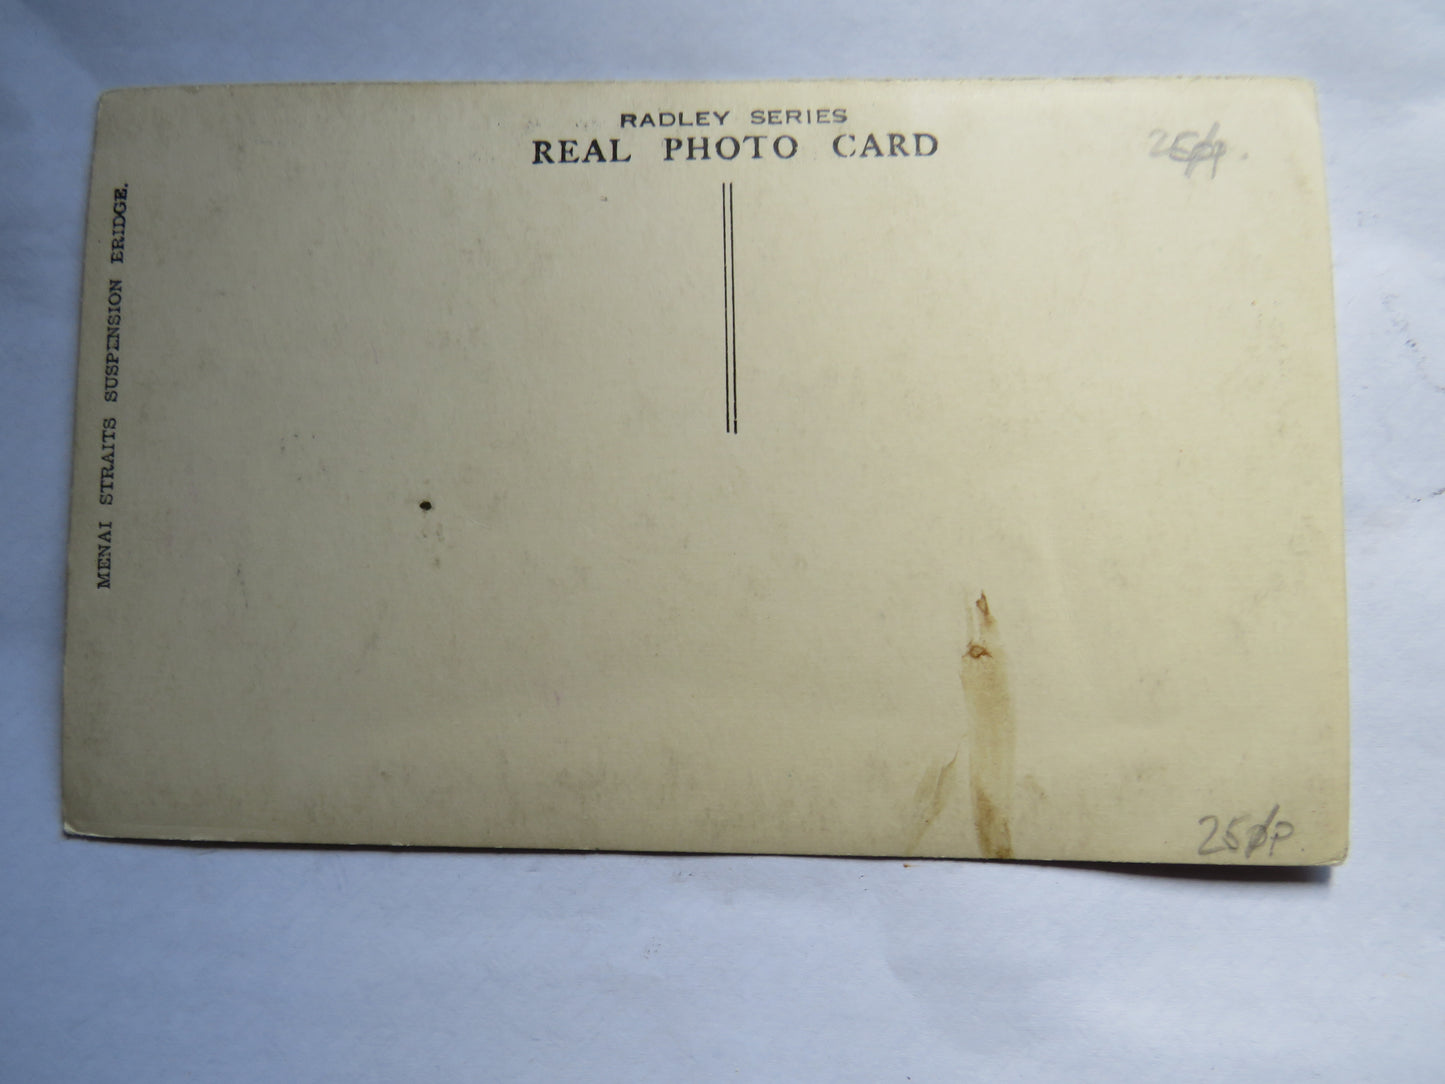 RADLEY SERIES
REAL PHOTO CARD
MENAI STRAITS SUSPENSION BRIDGE.